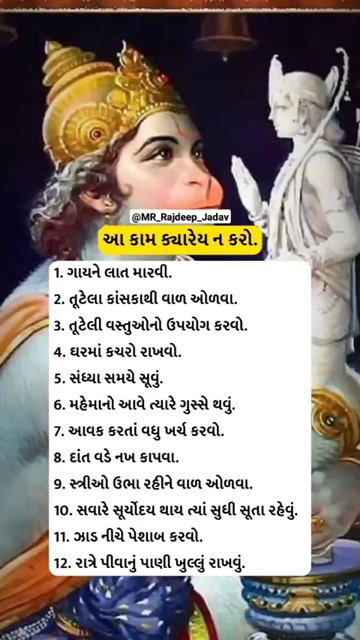 @MR_Rajdeep_Jadav
આ કામ ક્યારેય ન કરો.
1. ગાયને લાત મારવી.
2. તૂટેલા કાંસકાથી વાળ ઓળવા.
3. તૂટેલી વસ્તુઓનો ઉપયોગ કરવો.
4. ઘરમાં કચરો રાખવો.
5. સંધ્યા સમયે સૂવું.
6. મહેમાનો આવે ત્યારે ગુસ્સે થવું.
7. આવક કરતાં વધુ ખર્ચ કરવો.
8. દાંત વડે નખ કાપવા.
9. સ્ત્રીઓ ઉભા રહીને વાળ ઓળવા.
10. સવારે સૂર્યોદય થાય ત્યાં સુધી સૂતા રહેવું.
11. ઝાડ નીચે પેશાબ કરવો.
12. રાત્રે પીવાનું પાણી ખુલ્લું રાખવું.